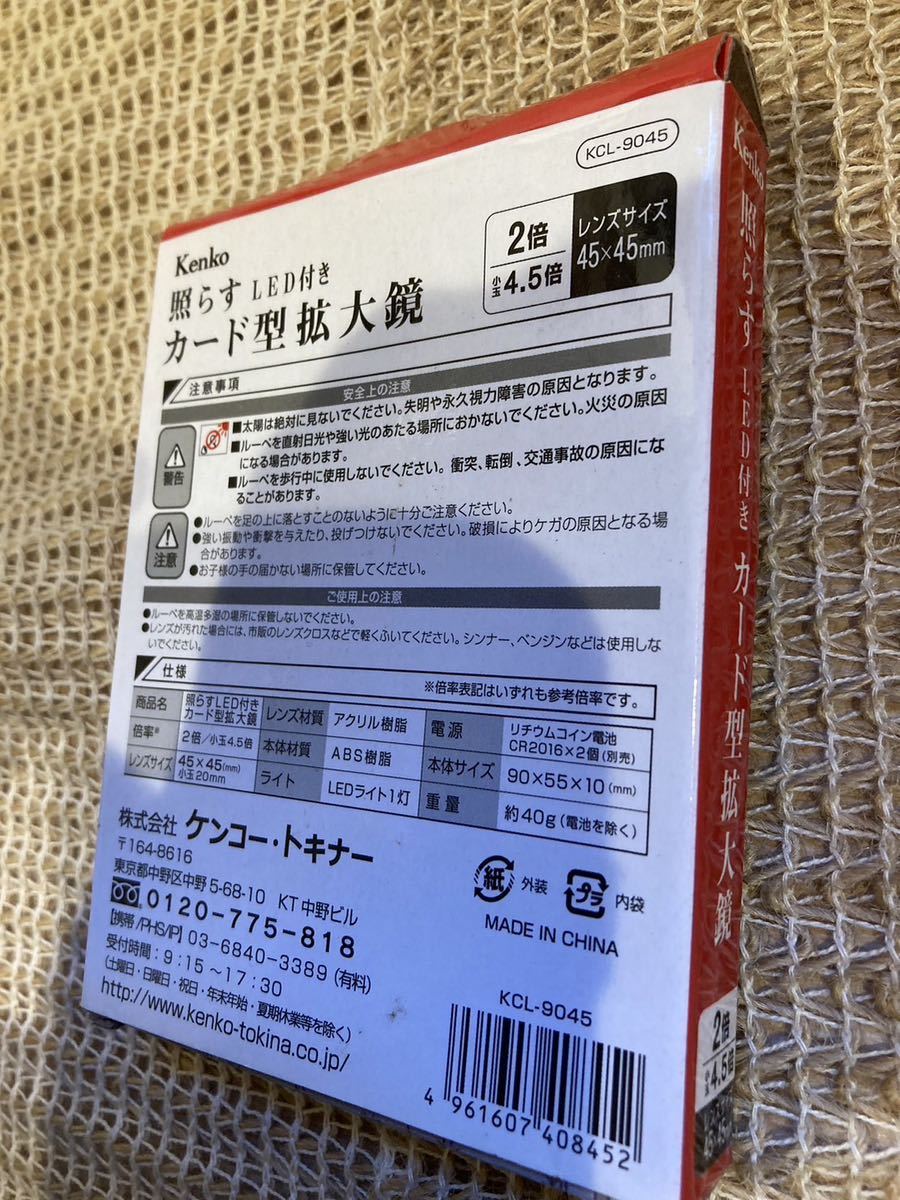 KCL-9045
Kenko
照らす LED付き
カード型拡大鏡
2倍
小玉 4.5倍
レンズサイズ
45×45mm
注意事項
安全上の注意
警告
■太陽は絶対に見ないでください。失明や永久視力障害の原因となります。
■ルーペを直射日光や強い光のあたる場所におかないでください。火災の原因
になる場合があります。
■ルーペを歩行中に使用しないでください。衝突、転倒、交通事故の原因にな
ることがあります。
注意
●ルーペを足の上に落とすことのないように十分ご注意ください。
●強い振動や衝撃を与えたり、投げつけないでください。破損によりケガの原因となる場
合があります。
●お子様の手の届かない場所に保管してください。
ご使用上の注意
●ルーペを高温多湿の場所に保管しないでください。
●レンズが汚れた場合には、市販のレンズクロスなどで軽くふいてください。シンナー、ベンジンなどは使用しな
いでください。
仕様
※倍率表記はいずれも参考倍率です。
商品名 照らすLED付き
カード型拡大鏡
倍率※ 2倍/小玉4.5倍
レンズサイズ 45×45(mm)
小玉20mm
レンズ材質 アクリル樹脂
本体材質 ABS樹脂
ライト LEDライト1灯
電源 リチウムコイン電池
CR2016×2個(別売)
本体サイズ 90×55×10(mm)
重量 約40g(電池を除く)
株式会社 ケンコー・トキナー
〒164-8616
東京都中野区中野5-68-10 KT中野ビル
0120-775-818
[携帯/PHS/IP] 03-6840-3389(有料)
受付時間:9:15~17:30
(土曜日・日曜日・祝日・年末年始・夏期休業等を除く)
http://www.kenko-tokina.co.jp/
紙 外装
プラ 内袋
MADE IN CHINA
KCL-9045
4 961607 408452
Kenko
照らす LED付き カード型拡大鏡
2倍
小玉 4.5倍